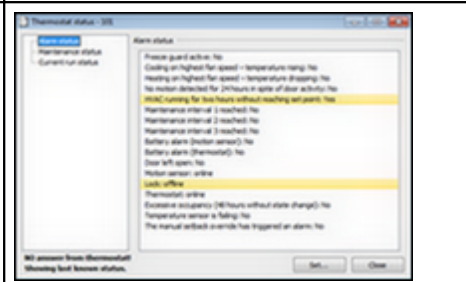 Thermostat status - 101
Alarm status
Maintenance status
Current run status
Alarm status
Freeze guard active: No
Cooling on highest fan speed – temperature rising: No
Heating on highest fan speed – temperature dropping: No
No motion detected for 24 hours in spite of door activity: No
HVAC running for two hours without reaching set point: Yes
Maintenance interval 1 reached: No
Maintenance interval 2 reached: No
Maintenance interval 3 reached: No
Battery alarm (motion sensor): No
Battery alarm (thermostat): No
Door left open: No
Motion sensor: online
Lock: offline
Thermostat: online
Excessive occupancy (48 hours without state change): No
Temperature sensor is failing: No
The manual setback override has triggered an alarm: No
NO answer from thermostat!
Showing last known status.
Set... Close